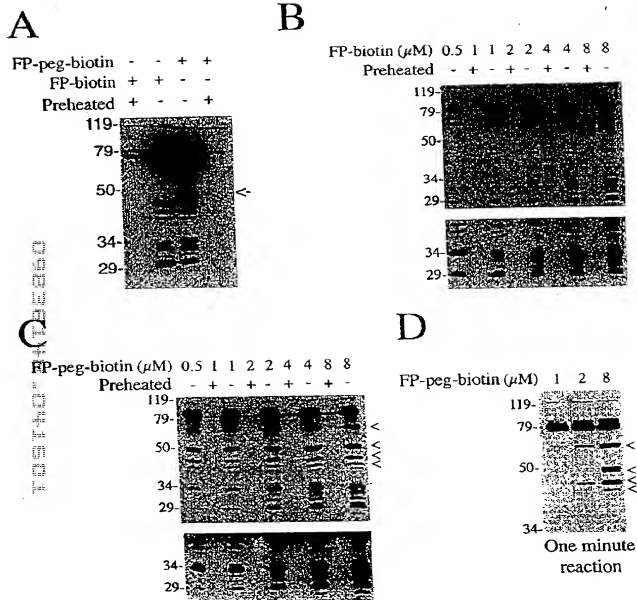 A
FP-peg-biotin - - + +
FP-biotin + + - -
Preheated + - - +
119-
79-
50-
34-
29-
B
FP-biotin (μM) 0.5 1 1 2 2 4 4 8 8
Preheated - + - + - + - + -
119-
79-
50-
34-
29-
34-
29-
C
FP-peg-biotin (μM) 0.5 1 1 2 2 4 4 8 8
Preheated - + - + - + - + -
119-
79-
50-
34-
29-
34-
29-
D
FP-peg-biotin (μM) 1 2 8
119-
79-
50-
34-
One minute
reaction